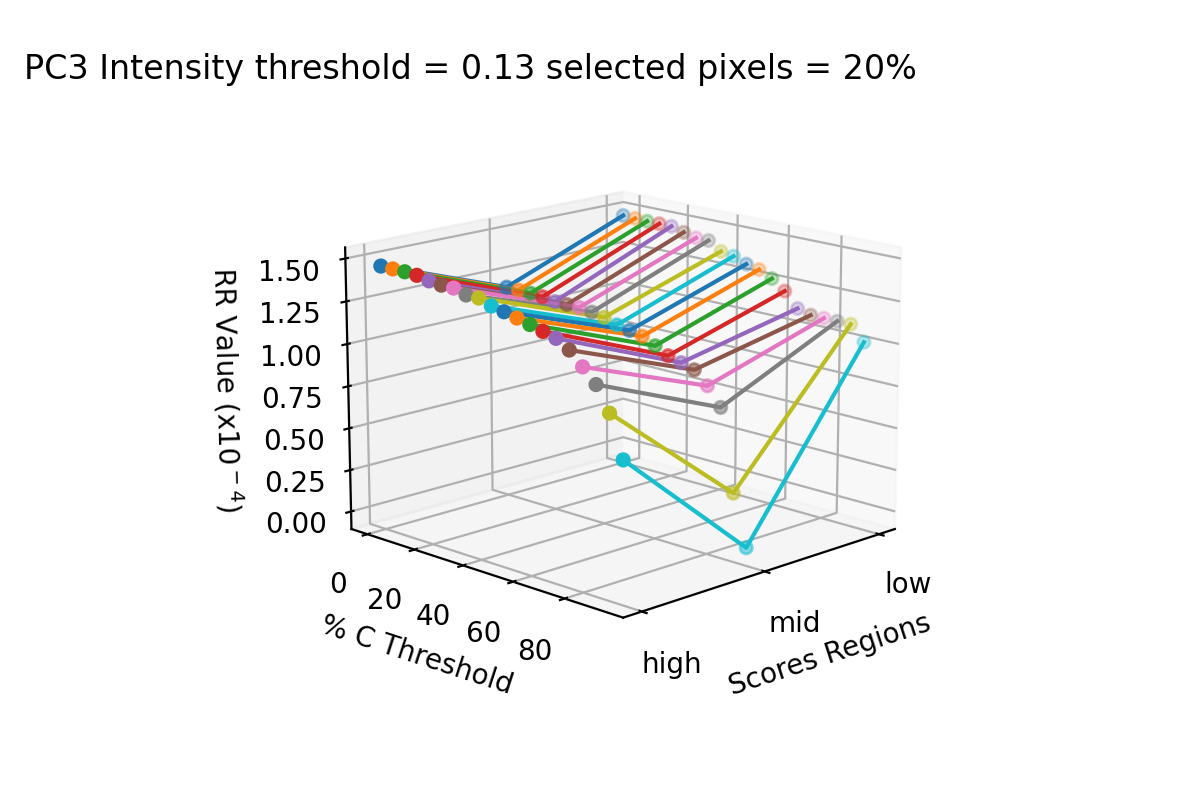 PC3 Intensity threshold = 0.13 selected pixels = 20%
1.50
1.25
1.00
0.75
0.50
0.25
0.00
RR Value (x10⁻⁴)
0
20
40
60
80
% C Threshold
high
mid
low
Scores Regions